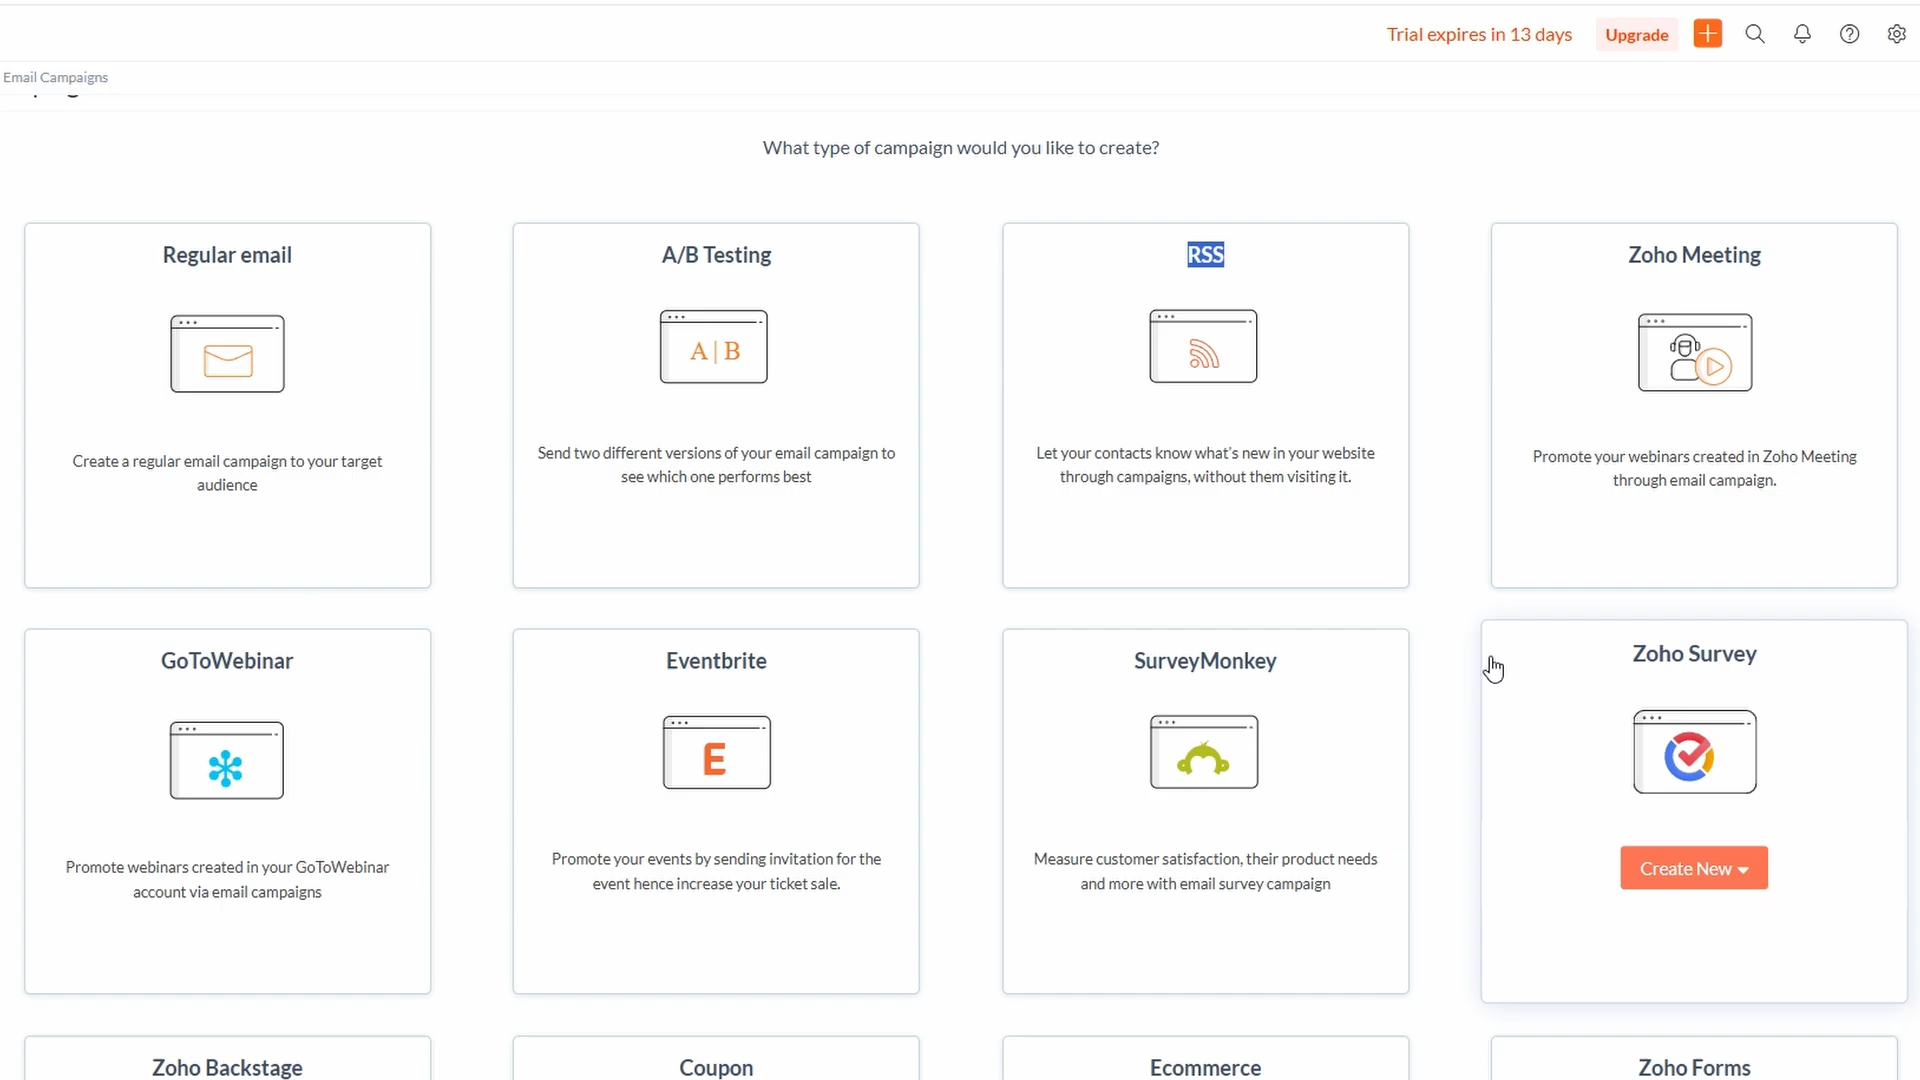 Trial expires in 13 days
Upgrade
Email Campaigns
What type of campaign would you like to create?
Regular email
A/B Testing
RSS
Zoho Meeting
A|B
Create a regular email campaign to your target
audience
Send two different versions of your email campaign to
see which one performs best
Let your contacts know what's new in your website
through campaigns, without them visiting it.
Promote your webinars created in Zoho Meeting
through email campaign.
GoToWebinar
Eventbrite
SurveyMonkey
Zoho Survey
E
Promote webinars created in your GoToWebinar
account via email campaigns
Promote your events by sending invitation for the
event hence increase your ticket sale.
Measure customer satisfaction, their product needs
and more with email survey campaign
Create New
Zoho Backstage
Coupon
Ecommerce
Zoho Forms